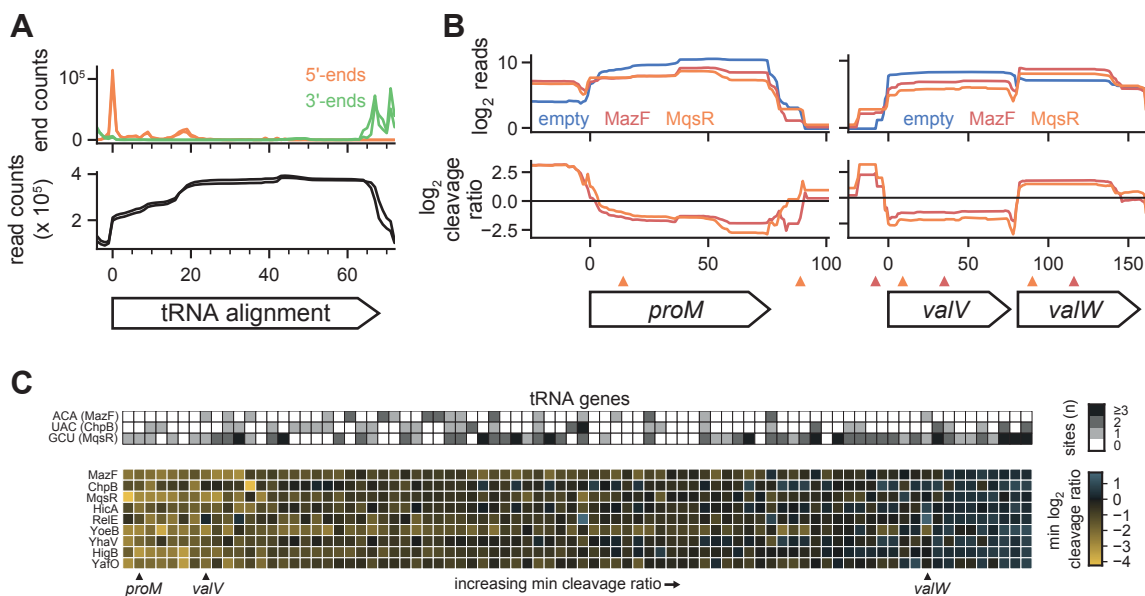 A
5'-ends
3'-ends
end counts
10⁵
0
read counts
(x 10⁵)
4
2
0 20 40 60
tRNA alignment
B
log₂ reads
10
0
empty MazF MqsR
empty MazF MqsR
log₂
cleavage
ratio
2.5
0.0
−2.5
0 50 100
0 50 100 150
proM
valV
valW
C
tRNA genes
ACA (MazF)
UAC (ChpB)
GCU (MqsR)
sites (n)
≥3
2
1
0
MazF
ChpB
MqsR
HicA
RelE
YoeB
YhaV
HigB
YafO
min log₂
cleavage ratio
1
0
−1
−2
−3
−4
proM
valV
increasing min cleavage ratio →
valW